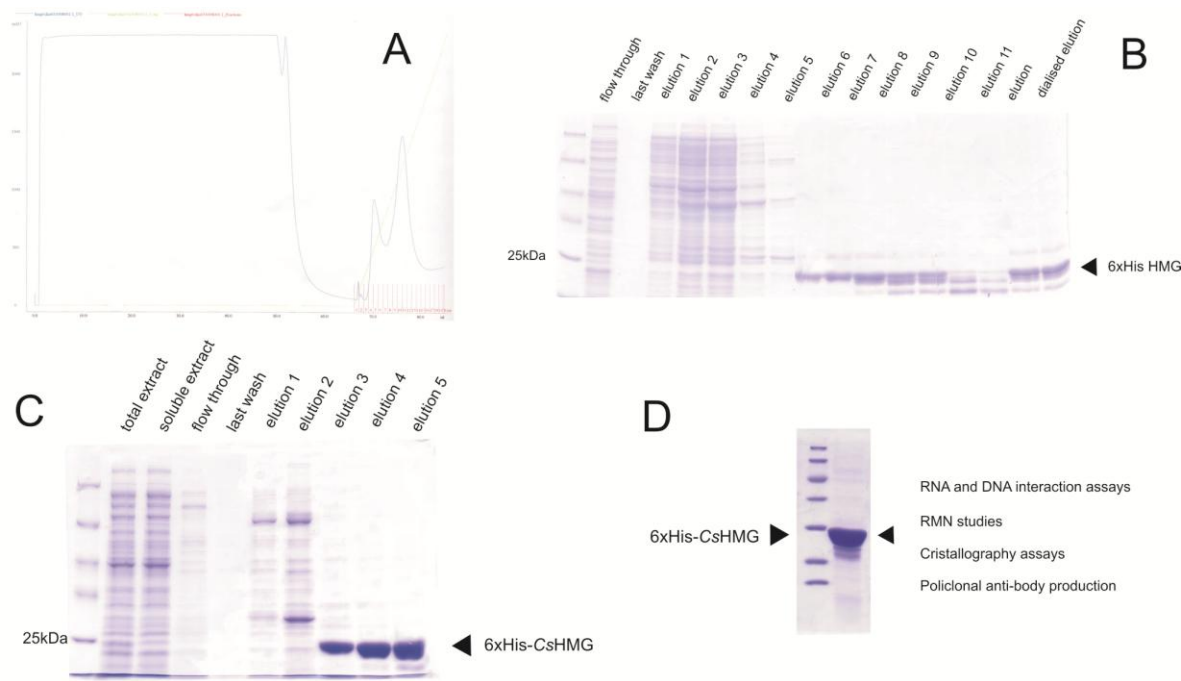 A
B
flow through
last wash
elution 1
elution 2
elution 3
elution 4
elution 5
elution 6
elution 7
elution 8
elution 9
elution 10
elution 11
elution
dialised elution
25kDa
6xHis HMG
C
total extract
soluble extract
flow through
last wash
elution 1
elution 2
elution 3
elution 4
elution 5
25kDa
6xHis-CsHMG
D
6xHis-CsHMG
RNA and DNA interaction assays
RMN studies
Cristallography assays
Policlonal anti-body production